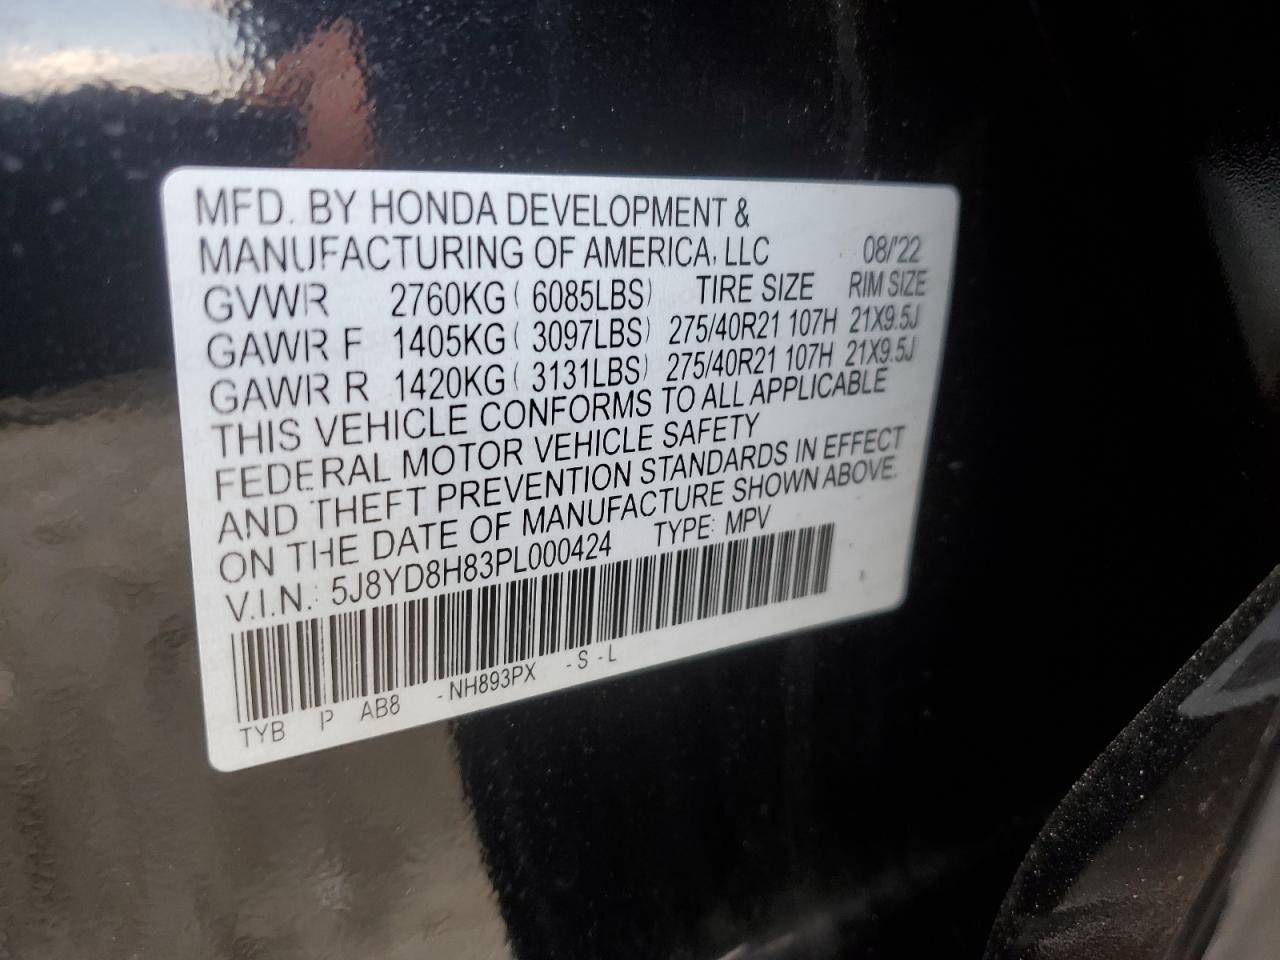 MFD. BY HONDA DEVELOPMENT &
MANUFACTURING OF AMERICA, LLC 08/'22
GVWR 2760KG ( 6085LBS) TIRE SIZE RIM SIZE
GAWR F 1405KG ( 3097LBS) 275/40R21 107H 21X9.5J
GAWR R 1420KG ( 3131LBS) 275/40R21 107H 21X9.5J
THIS VEHICLE CONFORMS TO ALL APPLICABLE
FEDERAL MOTOR VEHICLE SAFETY
AND THEFT PREVENTION STANDARDS IN EFFECT
ON THE DATE OF MANUFACTURE SHOWN ABOVE.
V.I.N.: 5J8YD8H83PL000424 TYPE: MPV
TYB P AB8 -NH893PX -S -L